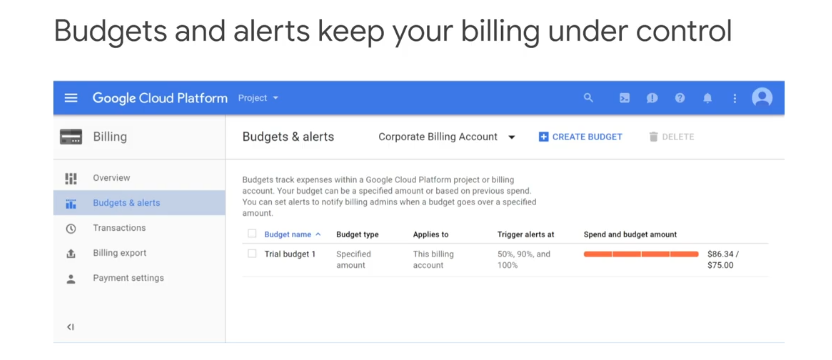 Budgets and alerts keep your billing under control
Google Cloud Platform Project
Billing
Budgets & alerts Corporate Billing Account CREATE BUDGET DELETE
Overview
Budgets & alerts
Transactions
Billing export
Payment settings
Budgets track expenses within a Google Cloud Platform project or billing
account. Your budget can be a specified amount or based on previous spend.
You can set alerts to notify billing admins when a budget goes over a specified
amount.
Budget name Budget type Applies to Trigger alerts at Spend and budget amount
Trial budget 1 Specified This billing 50%, 90%, and $86.34 /
amount account 100% $75.00